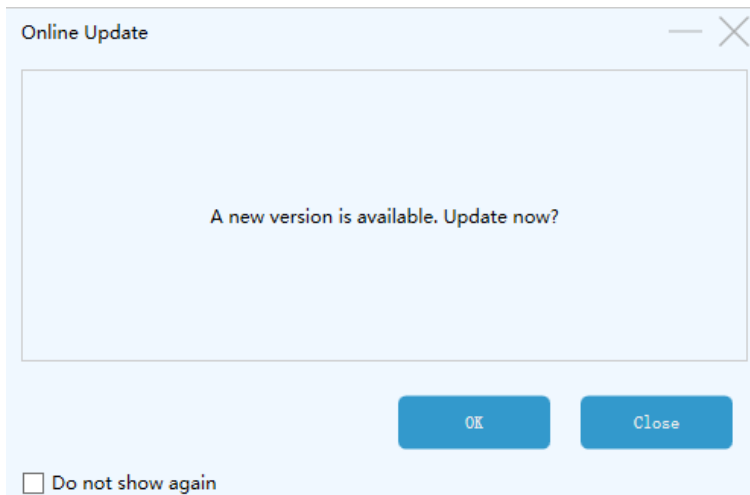 Online Update
A new version is available. Update now?
OK
Close
Do not show again